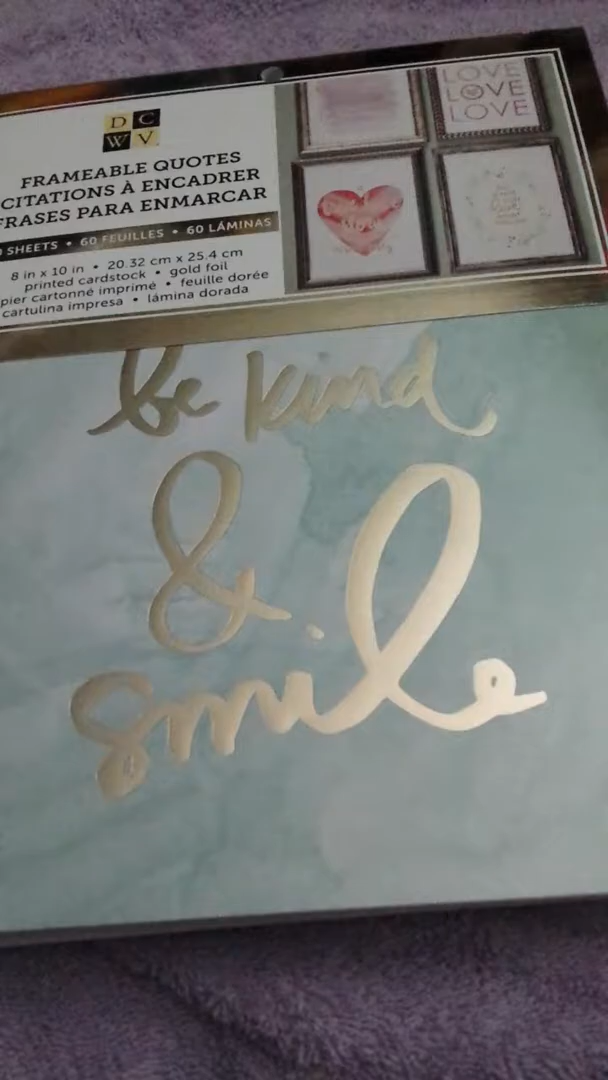 D C
W V
FRAMEABLE QUOTES
CITATIONS À ENCADRER
FRASES PARA ENMARCAR
SHEETS • 60 FEUILLES • 60 LÁMINAS
8 in x 10 in • 20.32 cm x 25.4 cm
printed cardstock • gold foil
cartonné imprimé • feuille dorée
cartulina impresa • lámina dorada
LOVE
LOVE
LOVE
be kind
&
smile